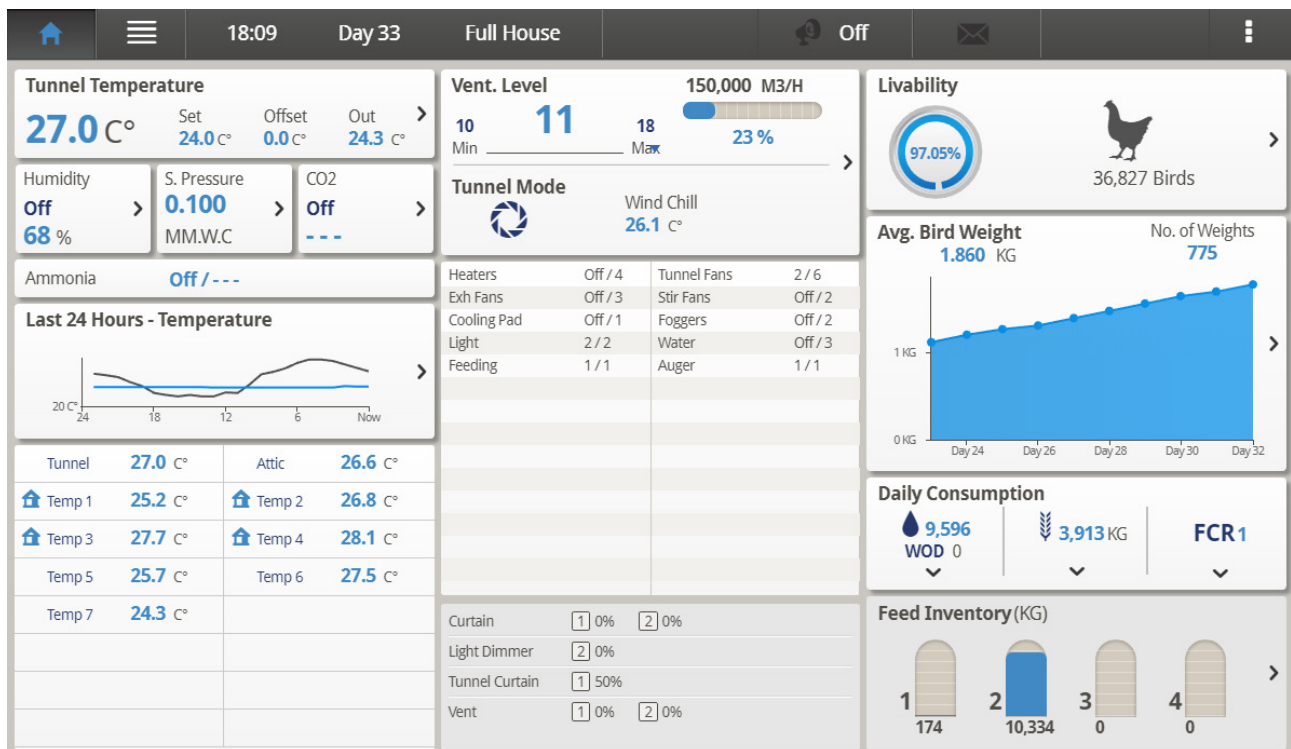 18:09 Day 33 Full House Off
Tunnel Temperature
27.0 C° Set 24.0 C° Offset 0.0 C° Out 24.3 C°
Humidity
Off
68 %
S. Pressure
0.100
MM.W.C
CO2
Off
- - -
Ammonia Off / - - -
Last 24 Hours - Temperature
20 C°
24 18 12 6 Now
Tunnel 27.0 C° Attic 26.6 C°
Temp 1 25.2 C° Temp 2 26.8 C°
Temp 3 27.7 C° Temp 4 28.1 C°
Temp 5 25.7 C° Temp 6 27.5 C°
Temp 7 24.3 C°
Vent. Level 150,000 M3/H
10 11 18 23 %
Min Max
Tunnel Mode
Wind Chill
26.1 C°
Heaters Off / 4 Tunnel Fans 2 / 6
Exh Fans Off / 3 Stir Fans Off / 2
Cooling Pad Off / 1 Foggers Off / 2
Light 2 / 2 Water Off / 3
Feeding 1 / 1 Auger 1 / 1
Curtain 1 0% 2 0%
Light Dimmer 2 0%
Tunnel Curtain 1 50%
Vent 1 0% 2 0%
Livability
97.05%
36,827 Birds
Avg. Bird Weight No. of Weights
1.860 KG 775
1 KG
0 KG
Day 24 Day 26 Day 28 Day 30 Day 32
Daily Consumption
9,596 3,913 KG FCR 1
WOD 0
Feed Inventory (KG)
1 2 3 4
174 10,334 0 0